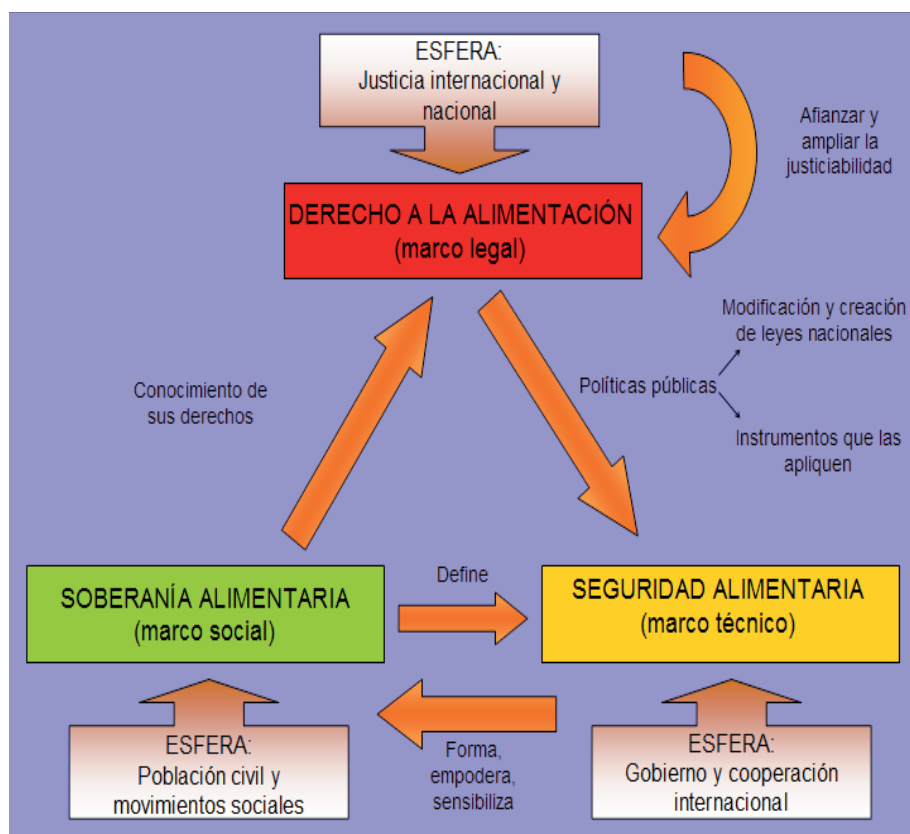 ESFERA:
Justicia internacional y
nacional
Afianzar y
ampliar la
justiciabilidad
DERECHO A LA ALIMENTACIÓN
(marco legal)
Modificación y creación
de leyes nacionales
Conocimiento de
sus derechos
Políticas públicas
Instrumentos que las
apliquen
SOBERANÍA ALIMENTARIA
(marco social)
Define
SEGURIDAD ALIMENTARIA
(marco técnico)
ESFERA:
Población civil y
movimientos sociales
Forma,
empodera,
sensibiliza
ESFERA:
Gobierno y cooperación
internacional